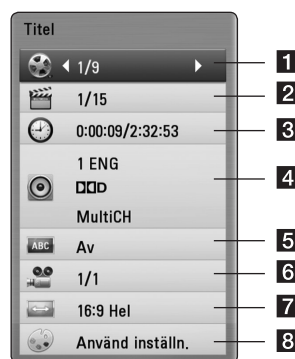 Titel
1/9 1
1/15 2
0:00:09/2:32:53 3
1 ENG
DD D 4
MultiCH
ABC Av 5
1/1 6
16:9 Hel 7
Använd inställn. 8